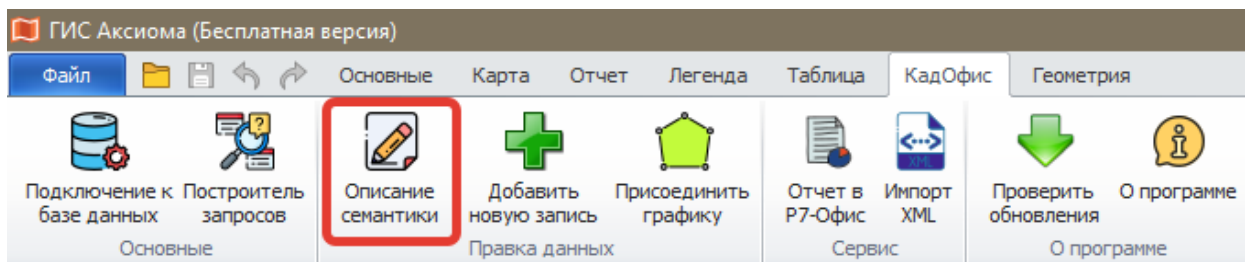 ГИС Аксиома (Бесплатная версия)
Файл Основные Карта Отчет Легенда Таблица КадОфис Геометрия
Подключение к базе данных
Построитель запросов
Описание семантики
Добавить новую запись
Присоединить графику
Отчет в Р7-Офис
Импорт XML
Проверить обновления
О программе
Основные Правка данных Сервис О программе